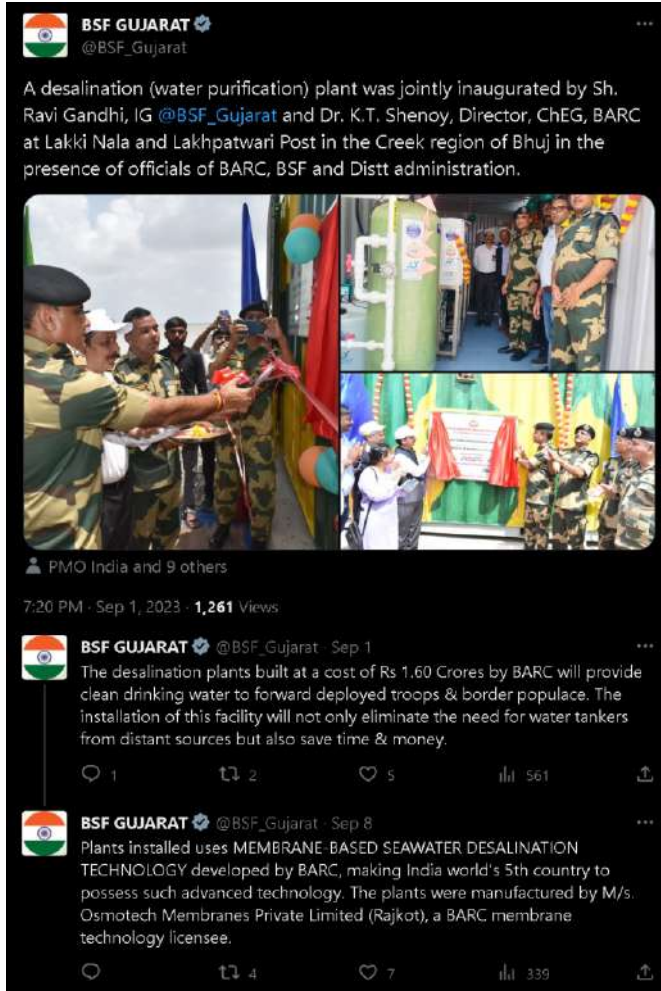 BSF GUJARAT
@BSF_Gujarat
A desalination (water purification) plant was jointly inaugurated by Sh.
Ravi Gandhi, IG @BSF_Gujarat and Dr. K.T. Shenoy, Director, ChEG, BARC
at Lakki Nala and Lakhpatwari Post in the Creek region of Bhuj in the
presence of officials of BARC, BSF and Distt administration.
PMO India and 9 others
7:20 PM · Sep 1, 2023 · 1,261 Views
BSF GUJARAT @BSF_Gujarat · Sep 1
The desalination plants built at a cost of Rs 1.60 Crores by BARC will provide
clean drinking water to forward deployed troops & border populace. The
installation of this facility will not only eliminate the need for water tankers
from distant sources but also save time & money.
1 2 5 561
BSF GUJARAT @BSF_Gujarat · Sep 8
Plants installed uses MEMBRANE-BASED SEAWATER DESALINATION
TECHNOLOGY developed by BARC, making India world's 5th country to
possess such advanced technology. The plants were manufactured by M/s.
Osmotech Membranes Private Limited (Rajkot), a BARC membrane
technology licensee.
4 7 339